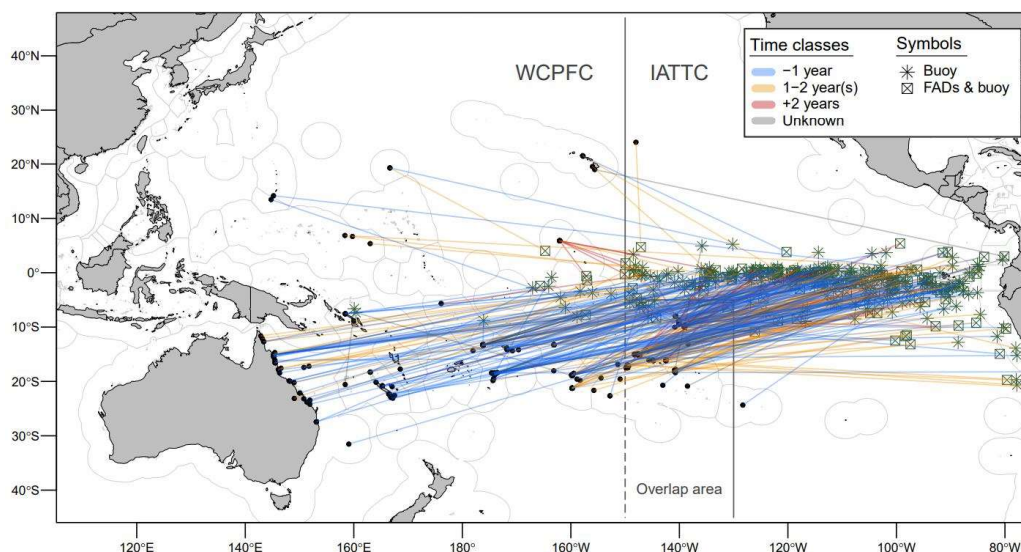 40°N
30°N
20°N
10°N
0°
10°S
20°S
30°S
40°S
WCPFC
IATTC
Time classes
−1 year
1−2 year(s)
+2 years
Unknown
Symbols
Buoy
FADs & buoy
Overlap area
120°E
140°E
160°E
180°
160°W
140°W
120°W
100°W
80°W